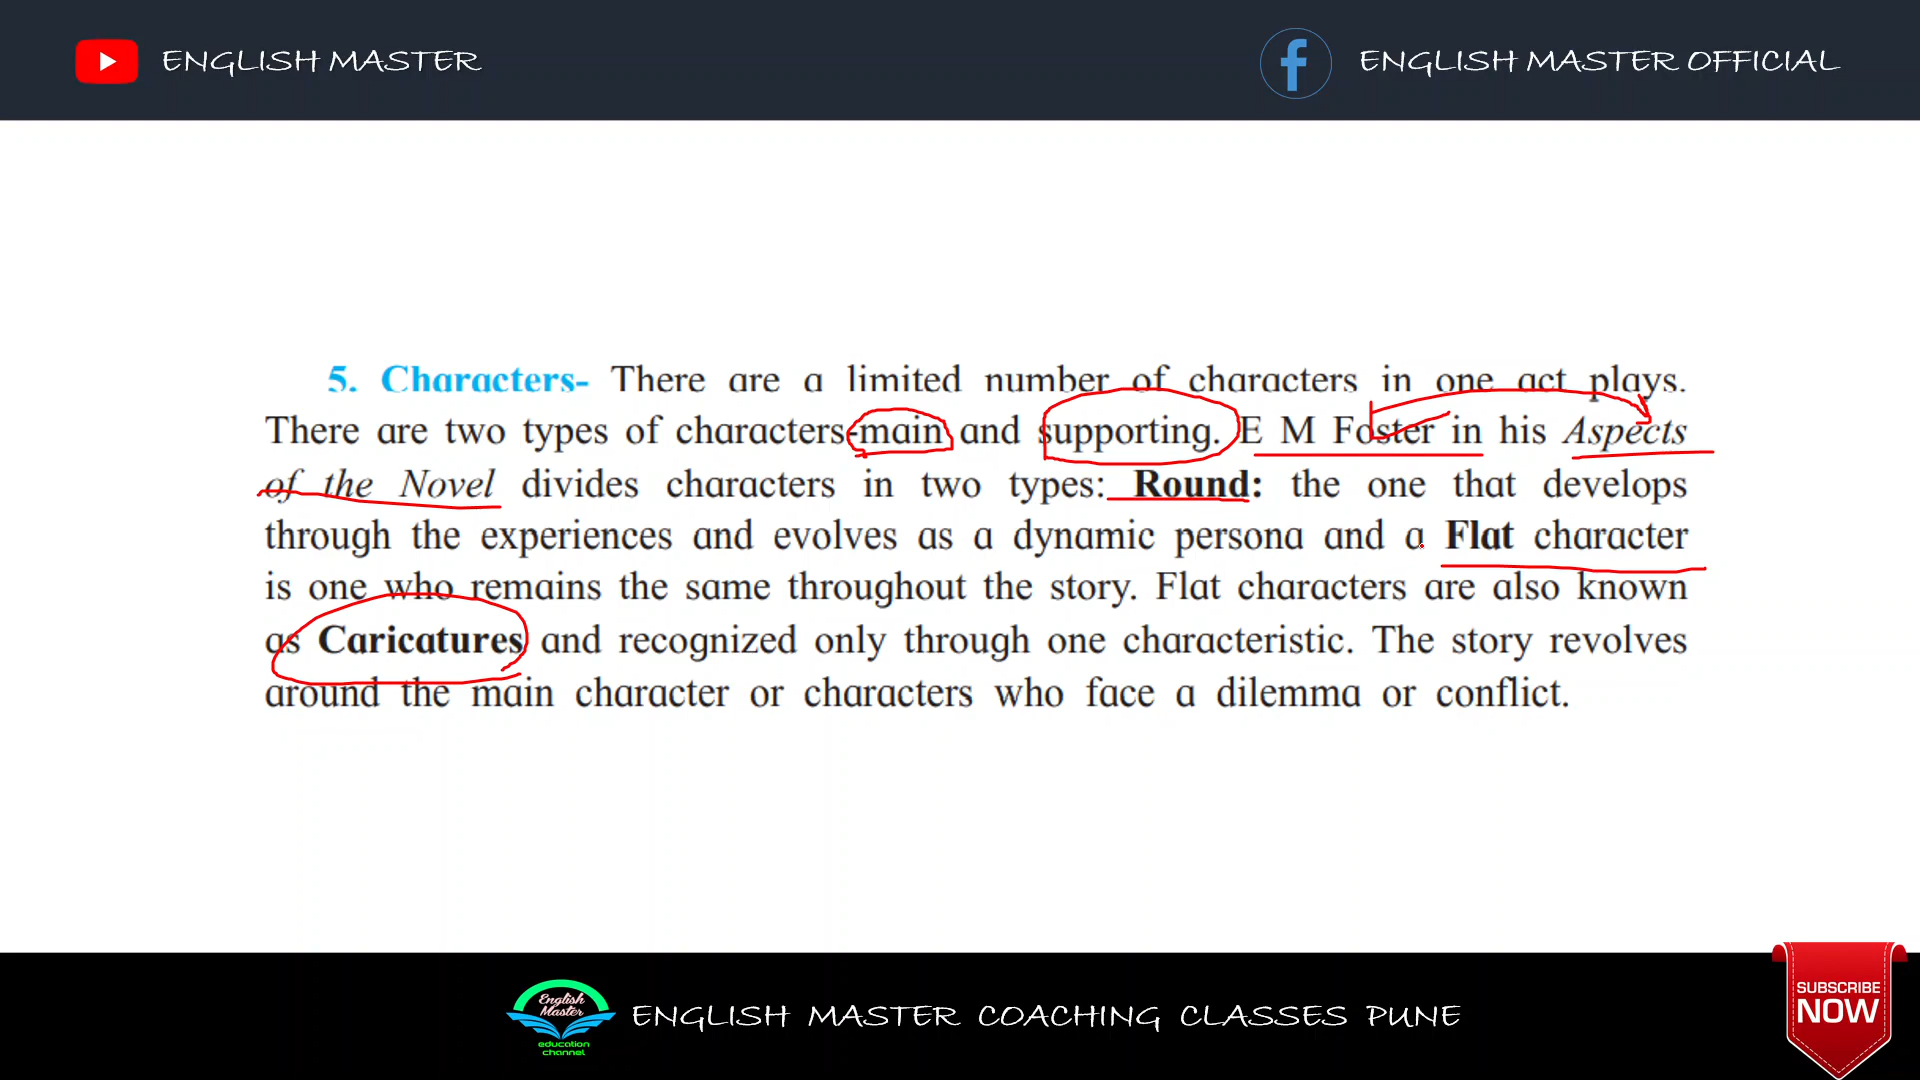 ENGLISH MASTER
ENGLISH MASTER OFFICIAL
5. Characters- There are a limited number of characters in one act plays.
There are two types of characters-main and supporting. E M Foster in his Aspects
of the Novel divides characters in two types: Round: the one that develops
through the experiences and evolves as a dynamic persona and a Flat character
is one who remains the same throughout the story. Flat characters are also known
as Caricatures and recognized only through one characteristic. The story revolves
around the main character or characters who face a dilemma or conflict.
English
Master
education
channel
ENGLISH MASTER COACHING CLASSES PUNE
SUBSCRIBE
NOW